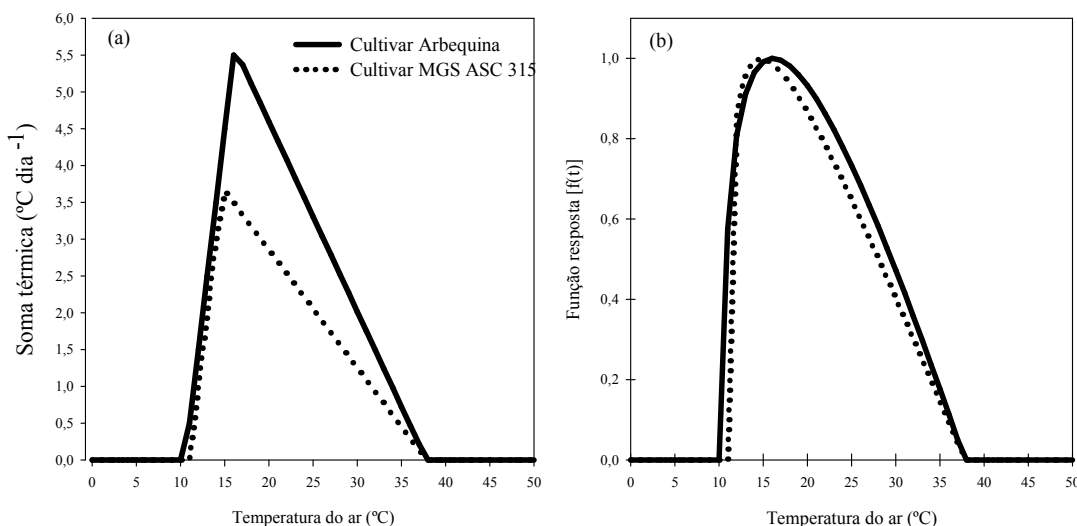 (a)
Cultivar Arbequina
Cultivar MGS ASC 315
Soma térmica (ºC dia -1)
6,0
5,5
5,0
4,5
4,0
3,5
3,0
2,5
2,0
1,5
1,0
0,5
0,0
0 5 10 15 20 25 30 35 40 45 50
Temperatura do ar (ºC)
(b)
Função resposta [f(t)]
1,0
0,8
0,6
0,4
0,2
0,0
0 5 10 15 20 25 30 35 40 45 50
Temperatura do ar (ºC)